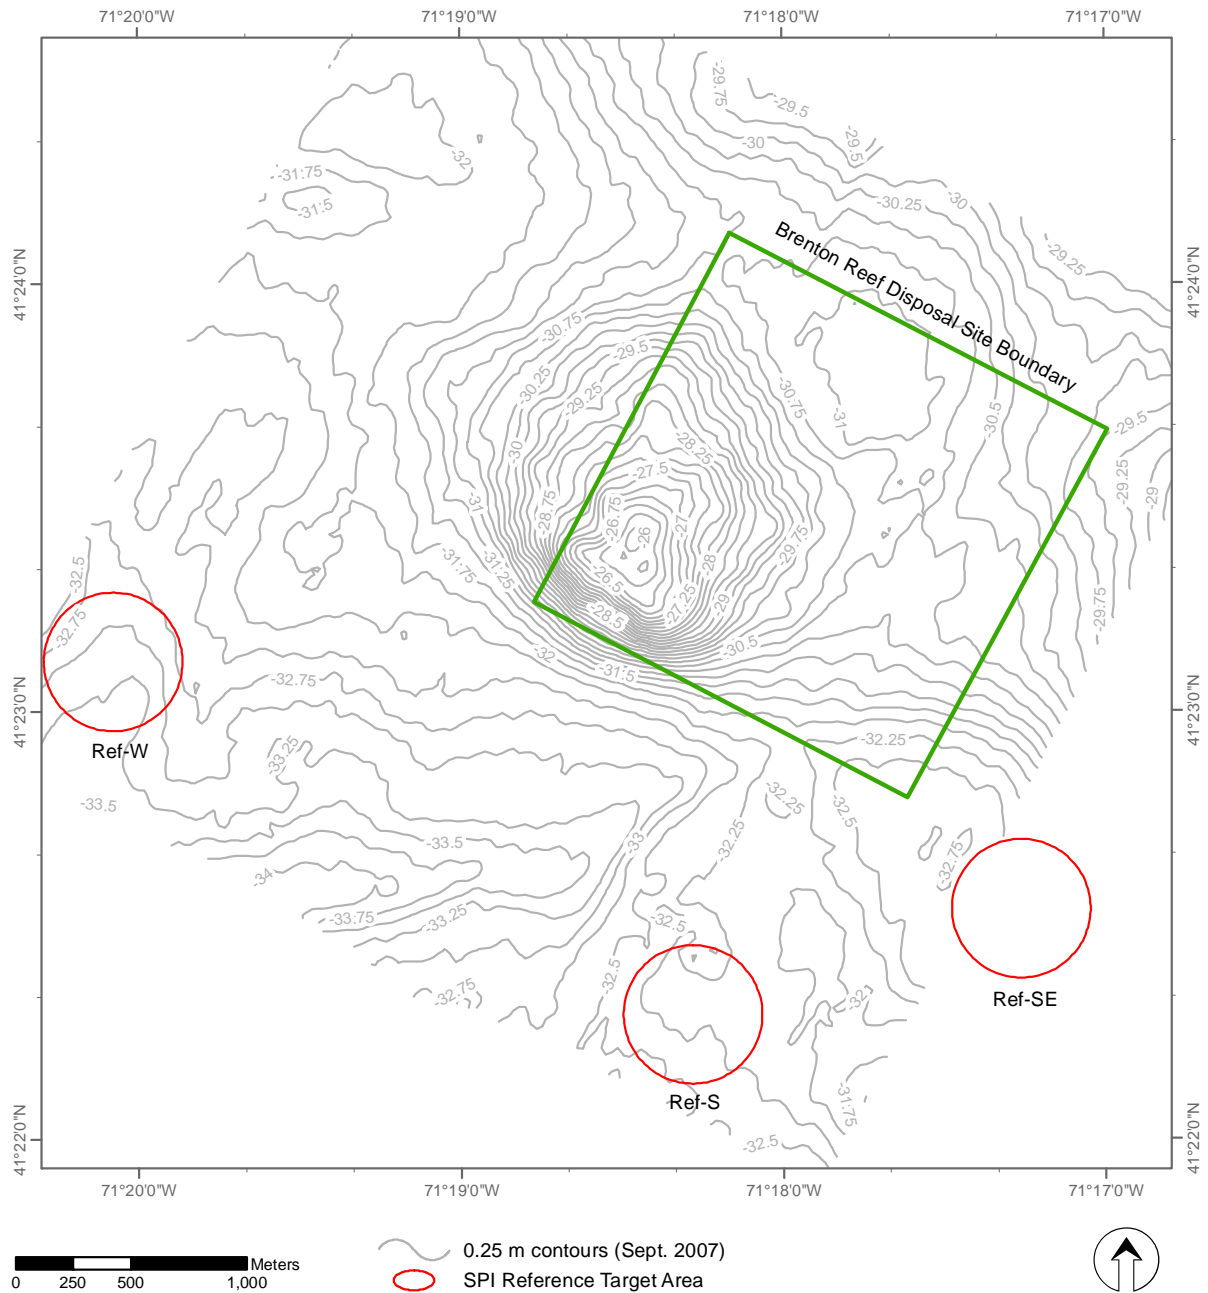 71°20'0"W
71°19'0"W
71°18'0"W
71°17'0"W
-29.75
-29.5
-29.5
-30
-32
-31.75
-31.5
-30.25
-30
-29.25
Brenton Reef Disposal Site Boundary
41°24'0"N
41°24'0"N
-30.75
-29.5
-30.25
-29.25
-30.75
-31
-30.5
-29.5
-30
-28.25
-27.5
-29.25
-29
-31
-28.75
-26.75
-26
-27
-29.75
-31.75
-31.25
-26.5
-28
-32.5
-28.5
-27.25
-29
-29.75
-32.75
-32
-31.5
-30.5
-32.75
41°23'0"N
41°23'0"N
Ref-W
-33.25
-32.25
-33.5
-32.25
-32.5
-33.5
-33
-32.25
-32.75
-34
-33.75
-33.25
-32.5
-32.5
-32.75
-32
Ref-SE
Ref-S
-31.75
-32.5
41°22'0"N
41°22'0"N
71°20'0"W
71°19'0"W
71°18'0"W
71°17'0"W
0.25 m contours (Sept. 2007)
Meters
0 250 500 1,000
SPI Reference Target Area